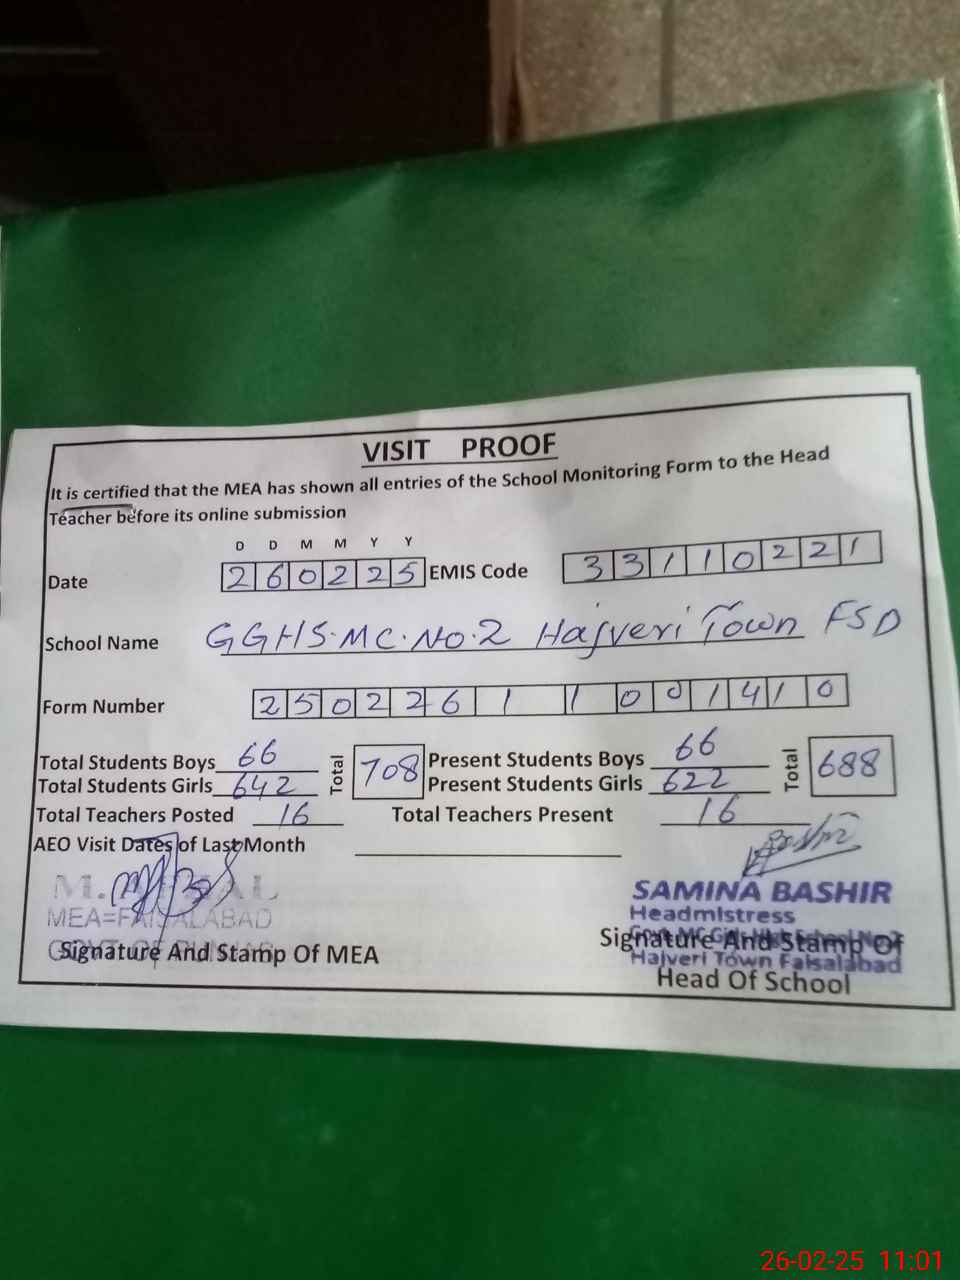 VISIT PROOF
It is certified that the MEA has shown all entries of the School Monitoring Form to the Head
Teacher before its online submission
D D M M Y Y
Date 260225 EMIS Code 33110221
School Name GGHS.MC.NO.2 Hajveri Town FSD
Form Number 25022611001410
Total Students Boys 66 Total 708 Present Students Boys 66 Total 688
Total Students Girls 642 Present Students Girls 622
Total Teachers Posted 16 Total Teachers Present 16
AEO Visit Dates of Last Month
SAMINA BASHIR
MEA=FAISALABAD Headmistress
Signature And Stamp Of MEA Signature And Stamp Of
Hajveri Town Faisalabad
Head Of School
26-02-25 11:01